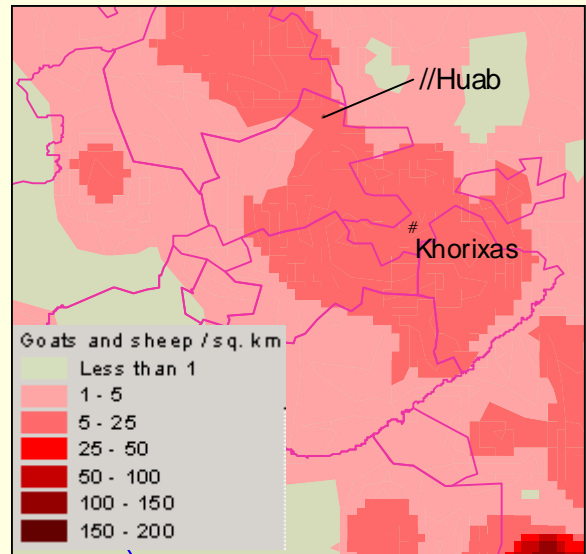 //Huab
#
Khorixas
Goats and sheep / sq. km
Less than 1
1 - 5
5 - 25
25 - 50
50 - 100
100 - 150
150 - 200